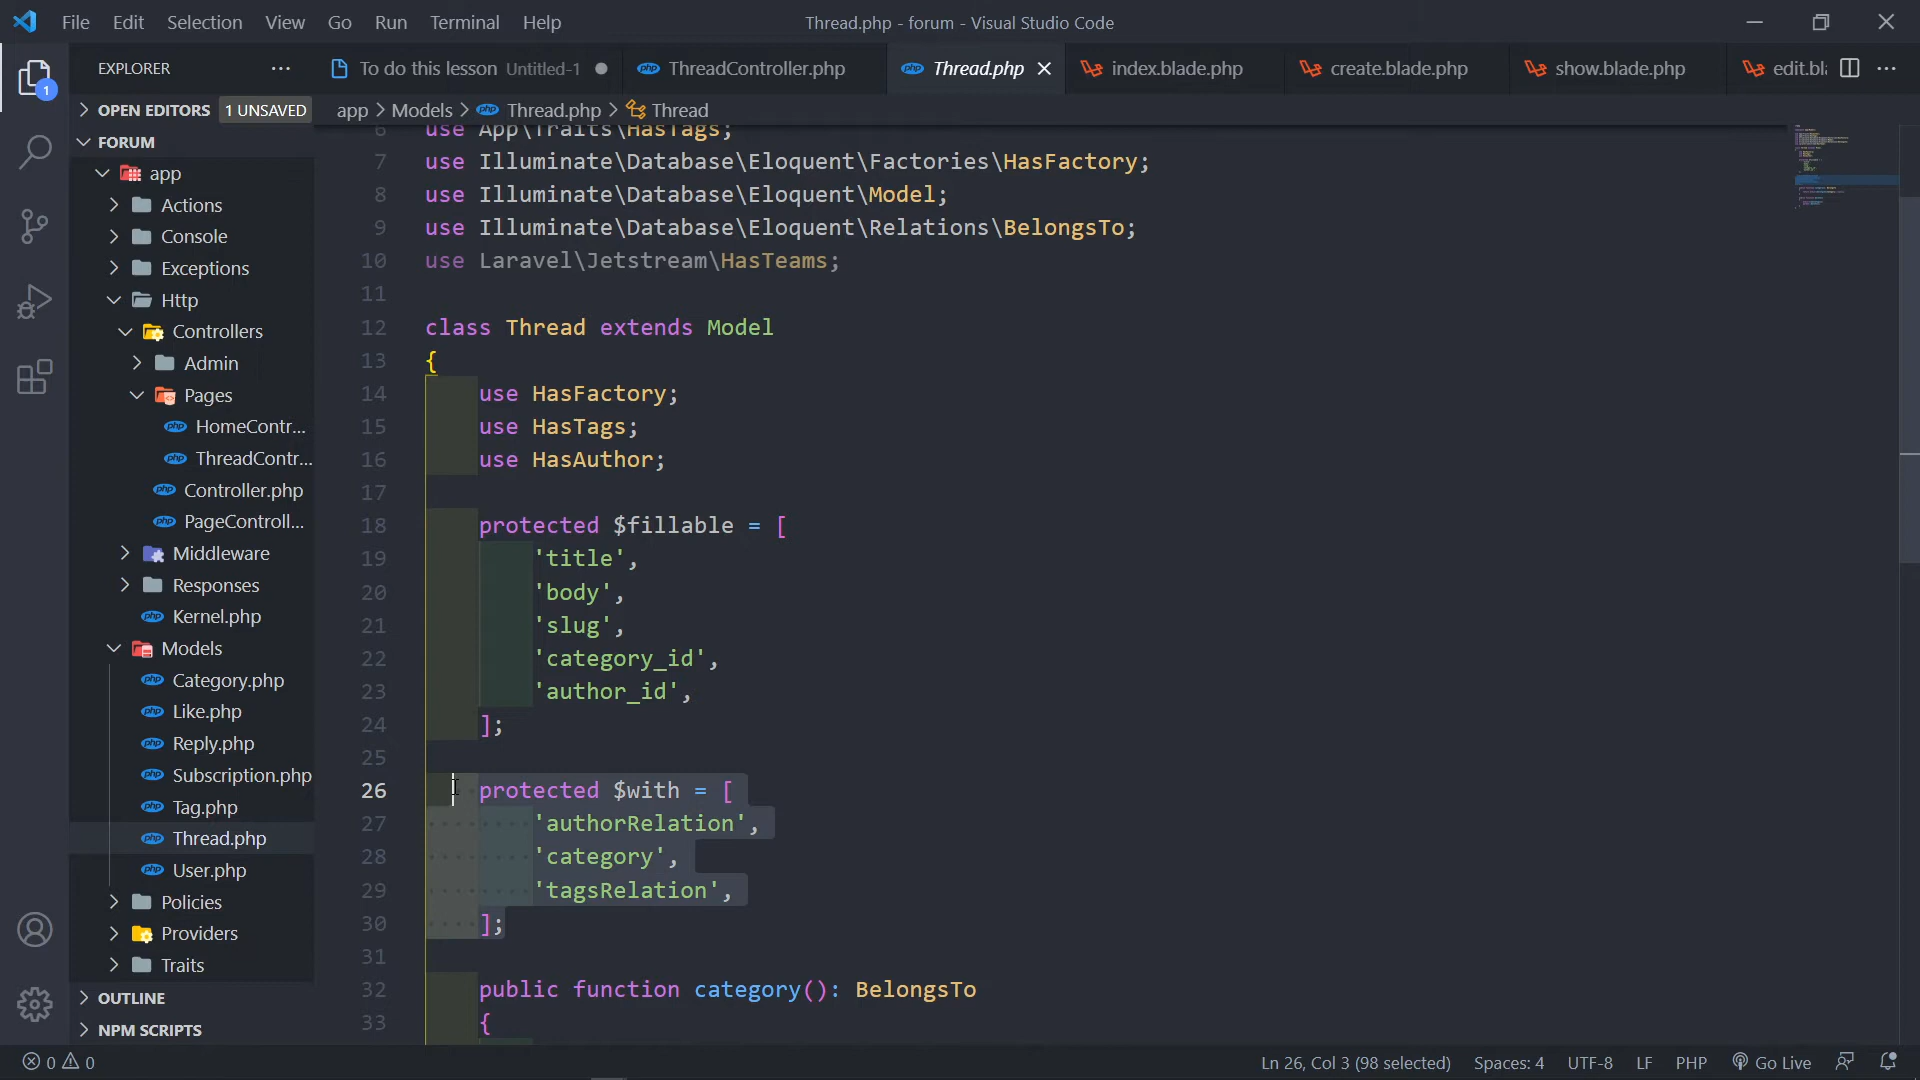 File Edit Selection View Go Run Terminal Help
Thread.php - forum - Visual Studio Code
EXPLORER
To do this lesson Untitled-1
ThreadController.php
Thread.php
index.blade.php
create.blade.php
show.blade.php
edit.bl
OPEN EDITORS 1 UNSAVED
app > Models > Thread.php > Thread
FORUM
app
Actions
Console
Exceptions
Http
Controllers
Admin
Pages
HomeContr...
ThreadContr...
Controller.php
PageControll...
Middleware
Responses
Kernel.php
Models
Category.php
Like.php
Reply.php
Subscription.php
Tag.php
Thread.php
User.php
Policies
Providers
Traits
OUTLINE
NPM SCRIPTS
1
6 use App\Traits\HasTags;
7 use Illuminate\Database\Eloquent\Factories\HasFactory;
8 use Illuminate\Database\Eloquent\Model;
9 use Illuminate\Database\Eloquent\Relations\BelongsTo;
10 use Laravel\Jetstream\HasTeams;
11
12 class Thread extends Model
13 {
14 use HasFactory;
15 use HasTags;
16 use HasAuthor;
17
18 protected $fillable = [
19 'title',
20 'body',
21 'slug',
22 'category_id',
23 'author_id',
24 ];
25
26 protected $with = [
27 'authorRelation',
28 'category',
29 'tagsRelation',
30 ];
31
32 public function category(): BelongsTo
33 {
0 0
Ln 26, Col 3 (98 selected) Spaces: 4 UTF-8 LF PHP Go Live